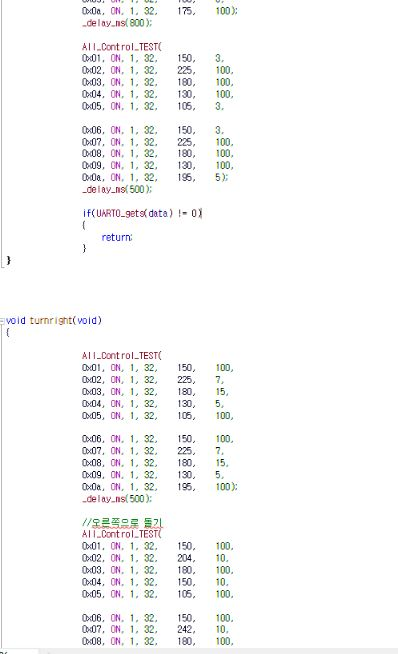 0x0a, ON, 1, 32, 175, 100);
_delay_ms(800);
All_Control_TEST(
0x01, ON, 1, 32, 150, 3,
0x02, ON, 1, 32, 225, 100,
0x03, ON, 1, 32, 180, 100,
0x04, ON, 1, 32, 130, 100,
0x05, ON, 1, 32, 105, 3,
0x06, ON, 1, 32, 150, 3,
0x07, ON, 1, 32, 225, 100,
0x08, ON, 1, 32, 180, 100,
0x09, ON, 1, 32, 130, 100,
0x0a, ON, 1, 32, 195, 5);
_delay_ms(500);
if(UART0_gets(data) != 0)
{
return;
}
}
void turnright(void)
{
All_Control_TEST(
0x01, ON, 1, 32, 150, 100,
0x02, ON, 1, 32, 225, 7,
0x03, ON, 1, 32, 180, 15,
0x04, ON, 1, 32, 130, 5,
0x05, ON, 1, 32, 105, 100,
0x06, ON, 1, 32, 150, 100,
0x07, ON, 1, 32, 225, 7,
0x08, ON, 1, 32, 180, 15,
0x09, ON, 1, 32, 130, 5,
0x0a, ON, 1, 32, 195, 100);
_delay_ms(500);
//오른쪽으로 돌기
All_Control_TEST(
0x01, ON, 1, 32, 150, 100,
0x02, ON, 1, 32, 204, 10,
0x03, ON, 1, 32, 180, 100,
0x04, ON, 1, 32, 150, 10,
0x05, ON, 1, 32, 105, 100,
0x06, ON, 1, 32, 150, 100,
0x07, ON, 1, 32, 242, 10,
0x08, ON, 1, 32, 180, 100,